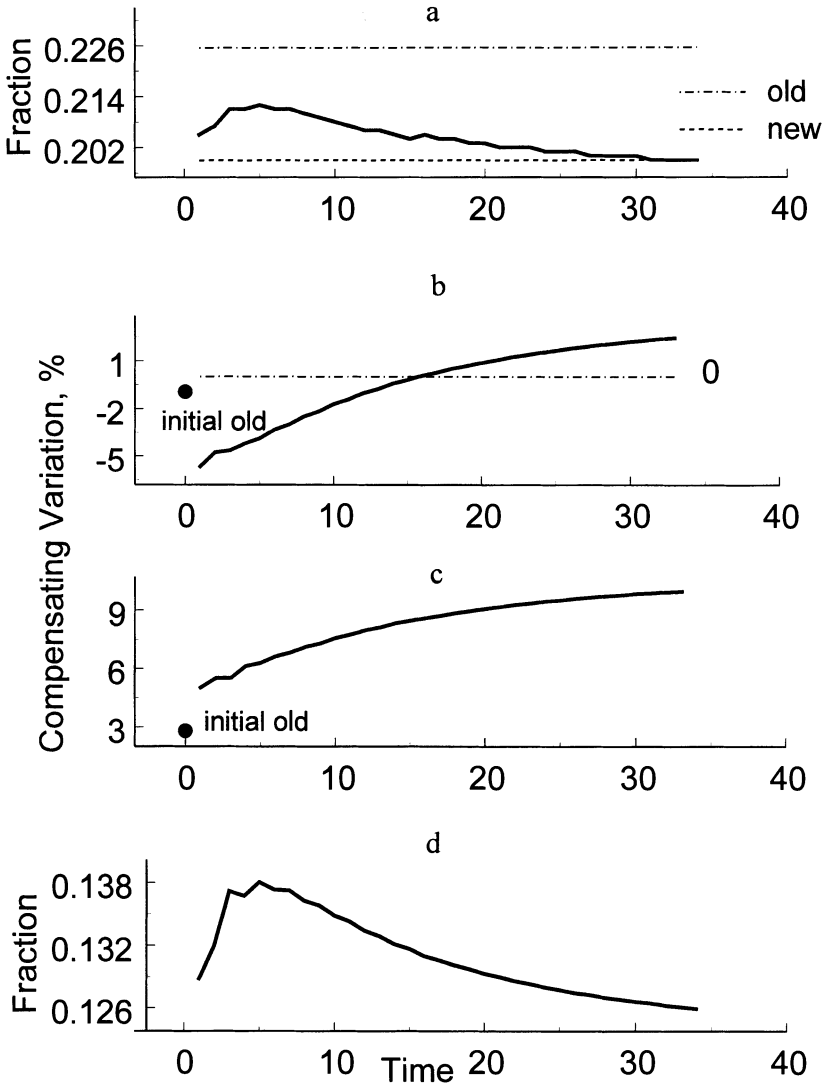 a
Fraction
0.226
0.214
0.202
old
new
0 10 20 30 40
b
Compensating Variation, %
1
-2
-5
0
initial old
0 10 20 30 40
c
9
6
3
initial old
0 10 20 30 40
d
Fraction
0.138
0.132
0.126
0 10 20 30 40
Time